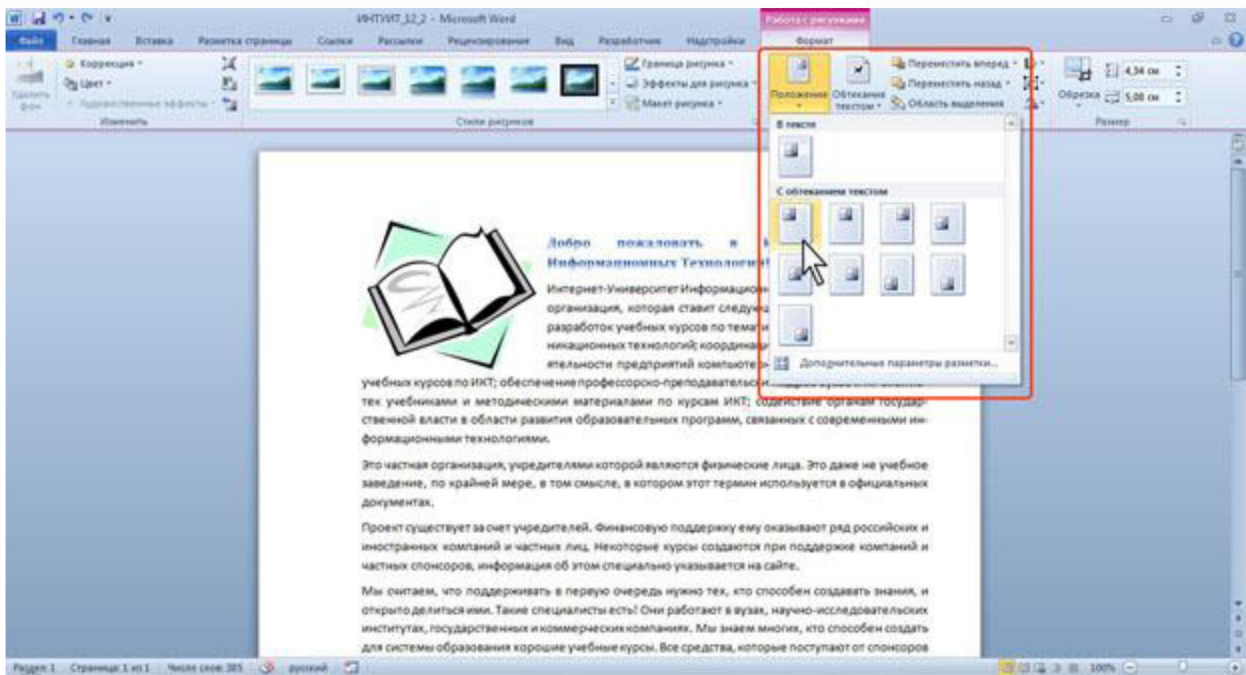 ИНТУИТ_12_2 - Microsoft Word
Работа с рисунками
Файл Главная Вставка Разметка страницы Ссылки Рассылки Рецензирование Вид Разработчик Надстройки Формат
Удалить фон
Коррекция
Цвет
Художественные эффекты
Изменить
Стили рисунков
Граница рисунка
Эффекты для рисунка
Макет рисунка
Положение
Обтекание текстом
Переместить вперед
Переместить назад
Область выделения
Обрезка
4,34 см
5,08 см
Размер
В тексте
С обтеканием текстом
Дополнительные параметры разметки...
Добро пожаловать в
Информационных Технологий
Интернет-Университет Информацион
организация, которая ставит следую
разработок учебных курсов по темати
никационных технологий; координац
ятельности предприятий компьютер
учебных курсов по ИКТ; обеспечение профессорско-преподавательски
тек учебниками и методическими материалами по курсам ИКТ; содействие органам государ-
ственной власти в области развития образовательных программ, связанных с современными ин-
формационными технологиями.
Это частная организация, учредителями которой являются физические лица. Это даже не учебное
заведение, по крайней мере, в том смысле, в котором этот термин используется в официальных
документах.
Проект существует за счет учредителей. Финансовую поддержку ему оказывают ряд российских и
иностранных компаний и частных лиц. Некоторые курсы создаются при поддержке компаний и
частных спонсоров, информация об этом специально указывается на сайте.
Мы считаем, что поддерживать в первую очередь нужно тех, кто способен создавать знания, и
открыто делиться ими. Такие специалисты есть! Они работают в вузах, научно-исследовательских
институтах, государственных и коммерческих компаниях. Мы знаем многих, кто способен создать
для системы образования хорошие учебные курсы. Все средства, которые поступают от спонсоров
Раздел: 1 Страница: 1 из 1 Число слов: 385 русский 100%